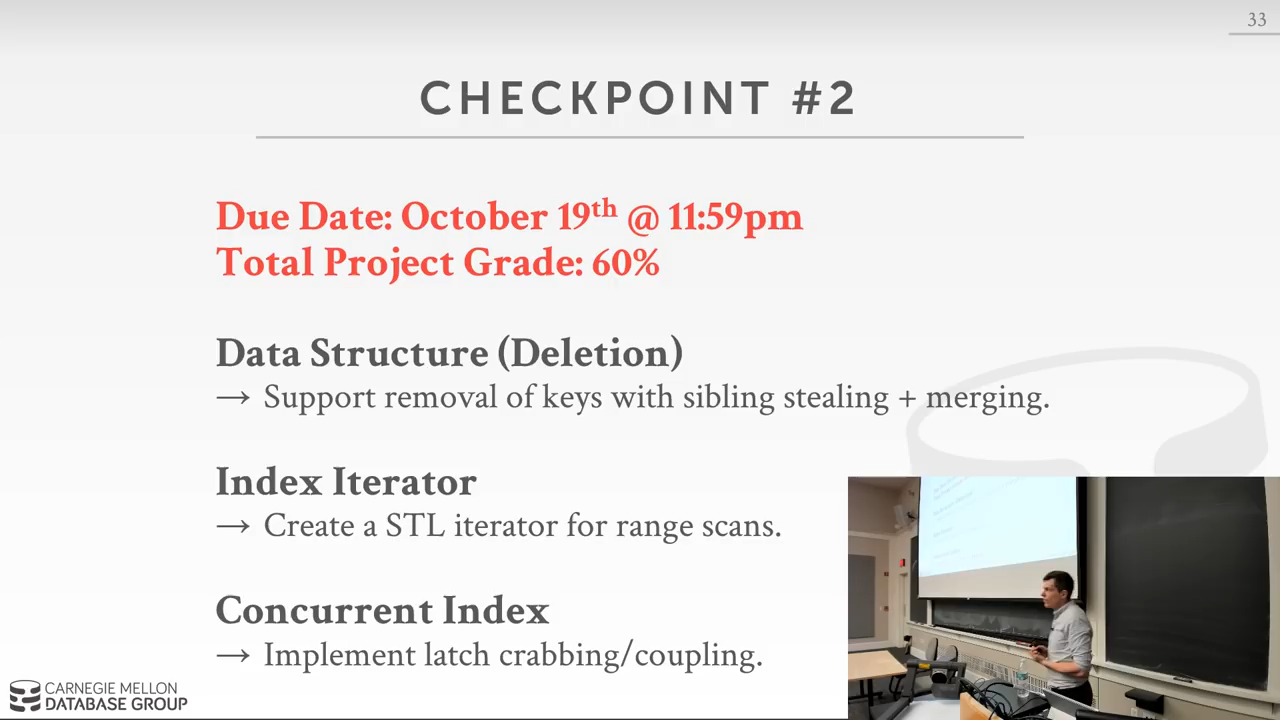 33
CHECKPOINT #2
Due Date: October 19th @ 11:59pm
Total Project Grade: 60%
Data Structure (Deletion)
→ Support removal of keys with sibling stealing + merging.
Index Iterator
→ Create a STL iterator for range scans.
Concurrent Index
→ Implement latch crabbing/coupling.
CARNEGIE MELLON
DATABASE GROUP